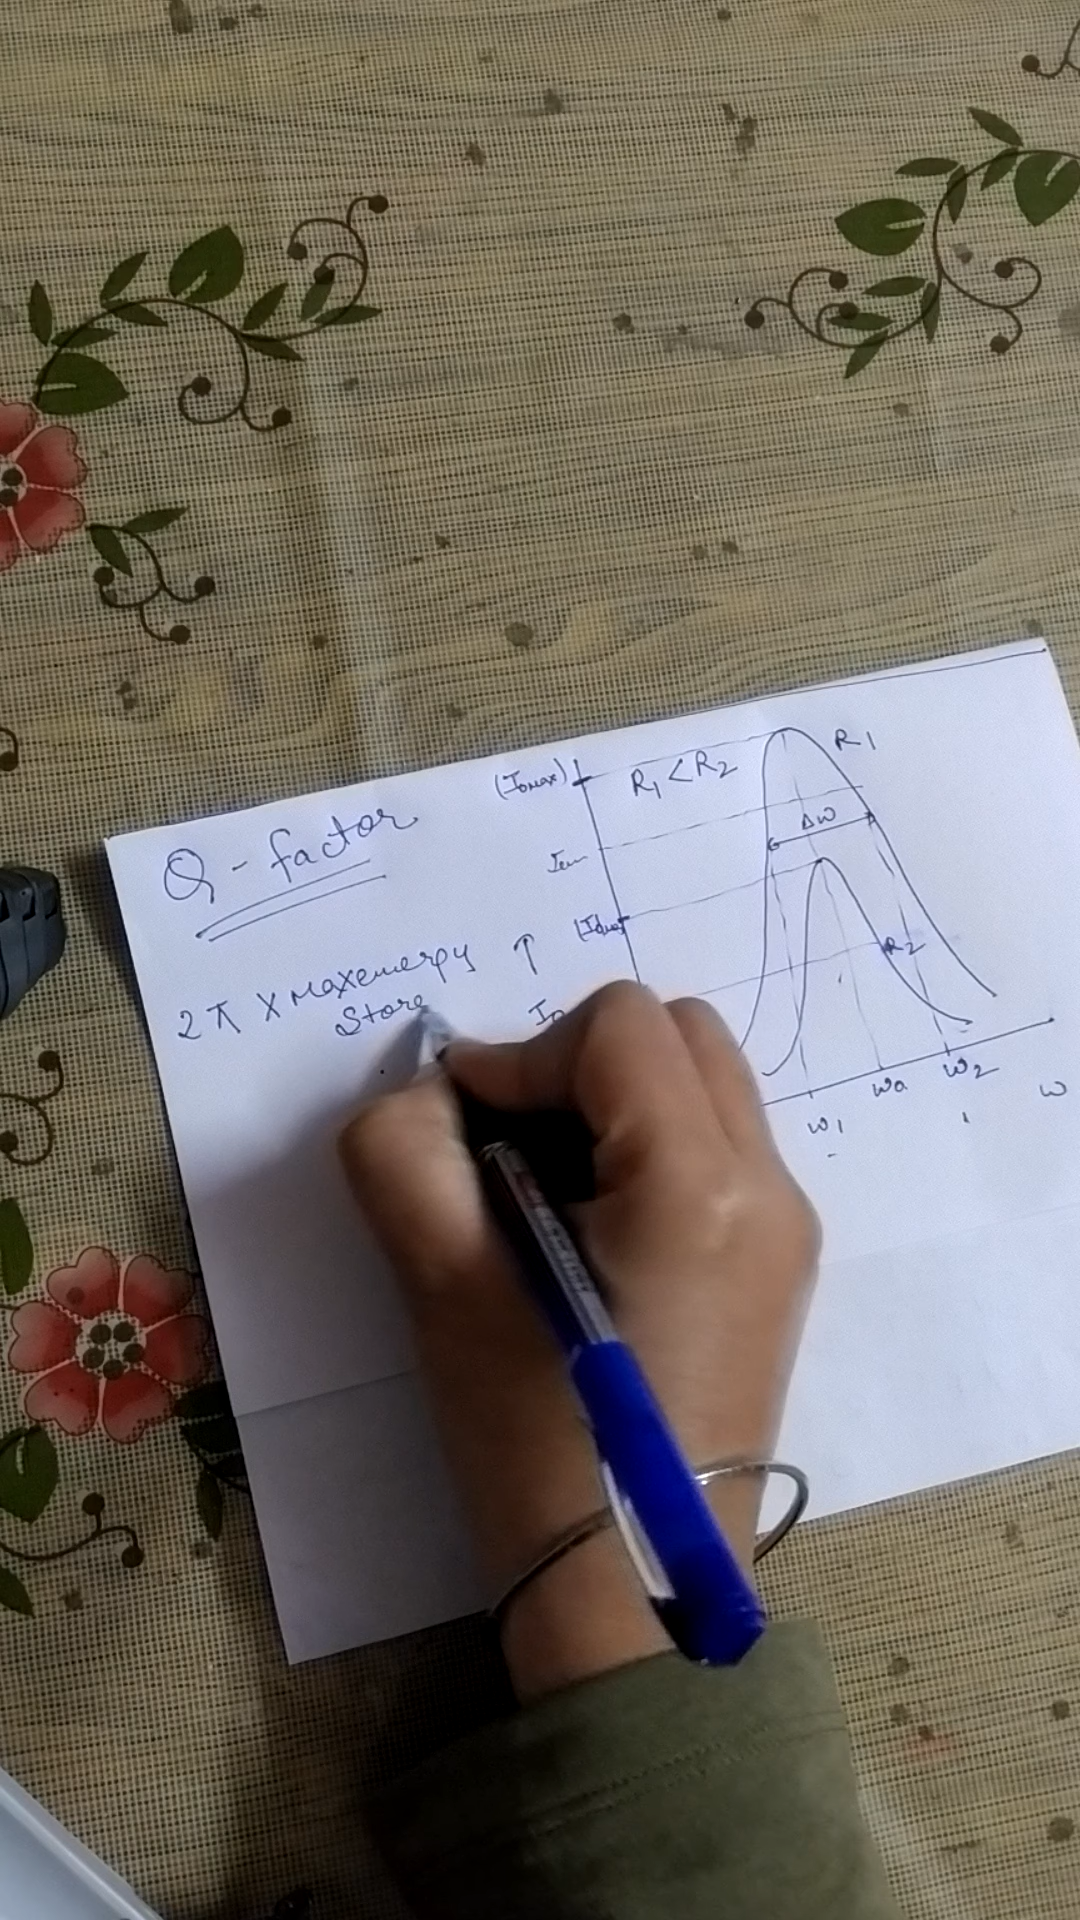 Q - factor
2π × Maxenergy ↑
Store
(Iomax)
R1 < R2
R1
Δω
R2
ω1
ωa
ω2
ω